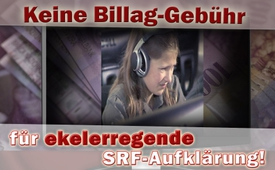 Keine Billag-Gebühr
für ekelerregende
SRF-Aufklärung!